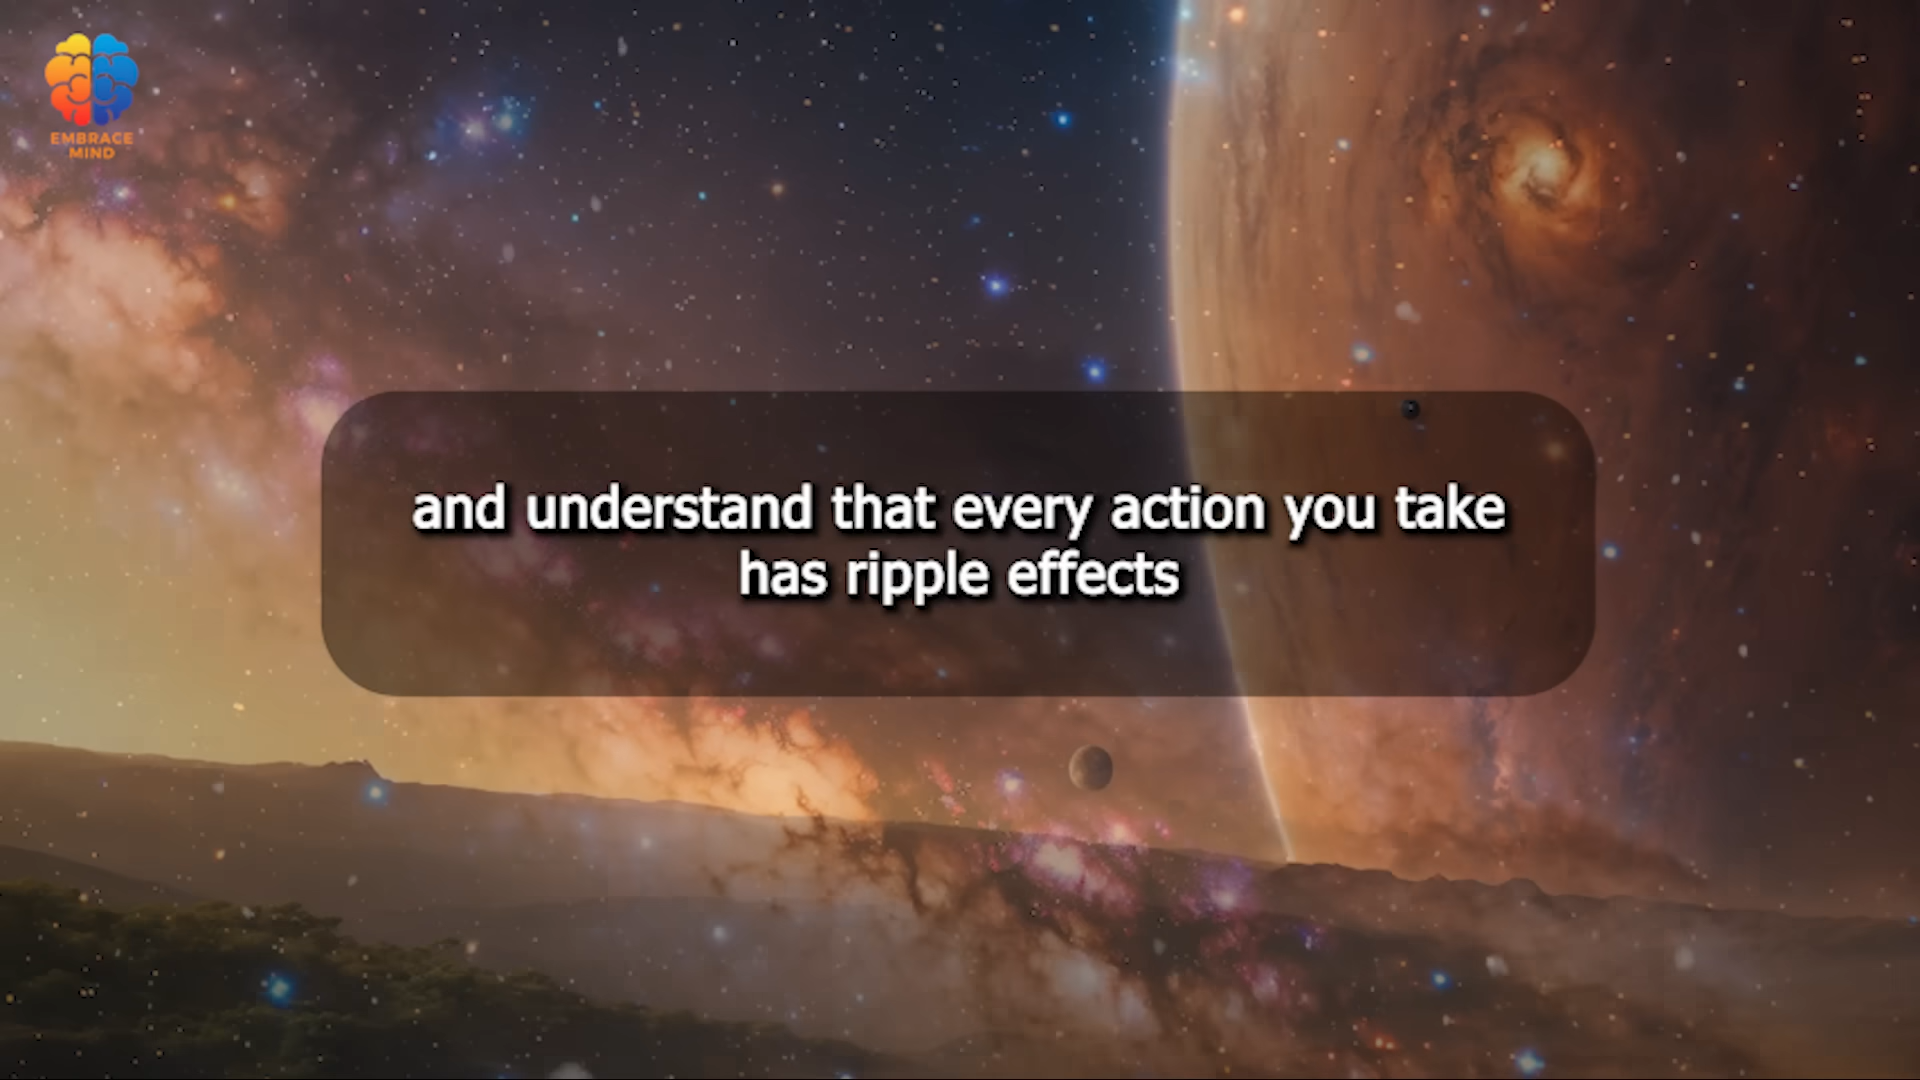 EMBRACE
MIND
and understand that every action you take
has ripple effects